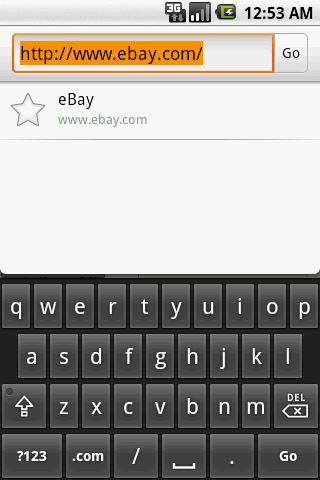 3G 12:53 AM
http://www.ebay.com/ Go
eBay
www.ebay.com
q w e r t y u i o p
a s d f g h j k l
z x c v b n m DEL
?123 .com / . Go